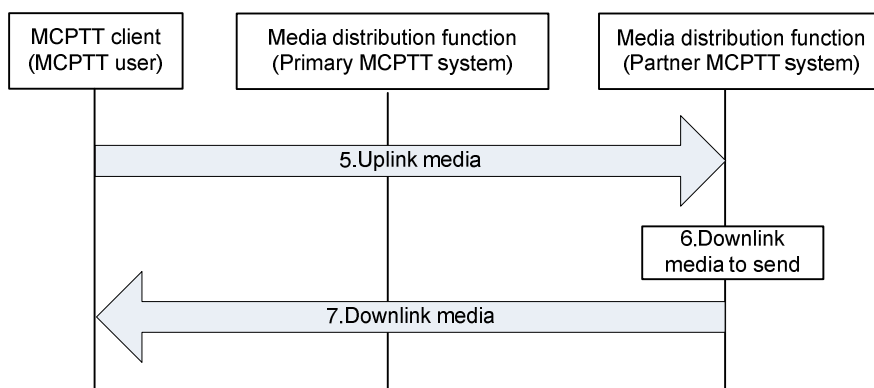 MCPTT client
(MCPTT user)
Media distribution function
(Primary MCPTT system)
Media distribution function
(Partner MCPTT system)
5.Uplink media
6.Downlink
media to send
7.Downlink media